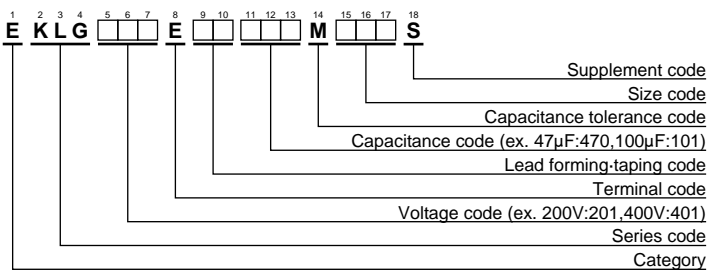 1 2 3 4 5 6 7 8 9 10 11 12 13 14 15 16 17 18
E K L G E M S
Supplement code
Size code
Capacitance tolerance code
Capacitance code (ex. 47µF:470,100µF:101)
Lead forming·taping code
Terminal code
Voltage code (ex. 200V:201,400V:401)
Series code
Category